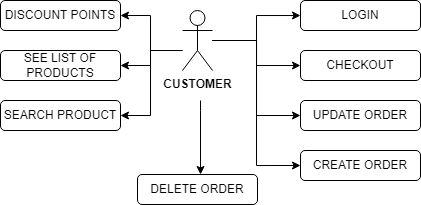 DISCOUNT POINTS
SEE LIST OF
PRODUCTS
SEARCH PRODUCT
CUSTOMER
LOGIN
CHECKOUT
UPDATE ORDER
CREATE ORDER
DELETE ORDER